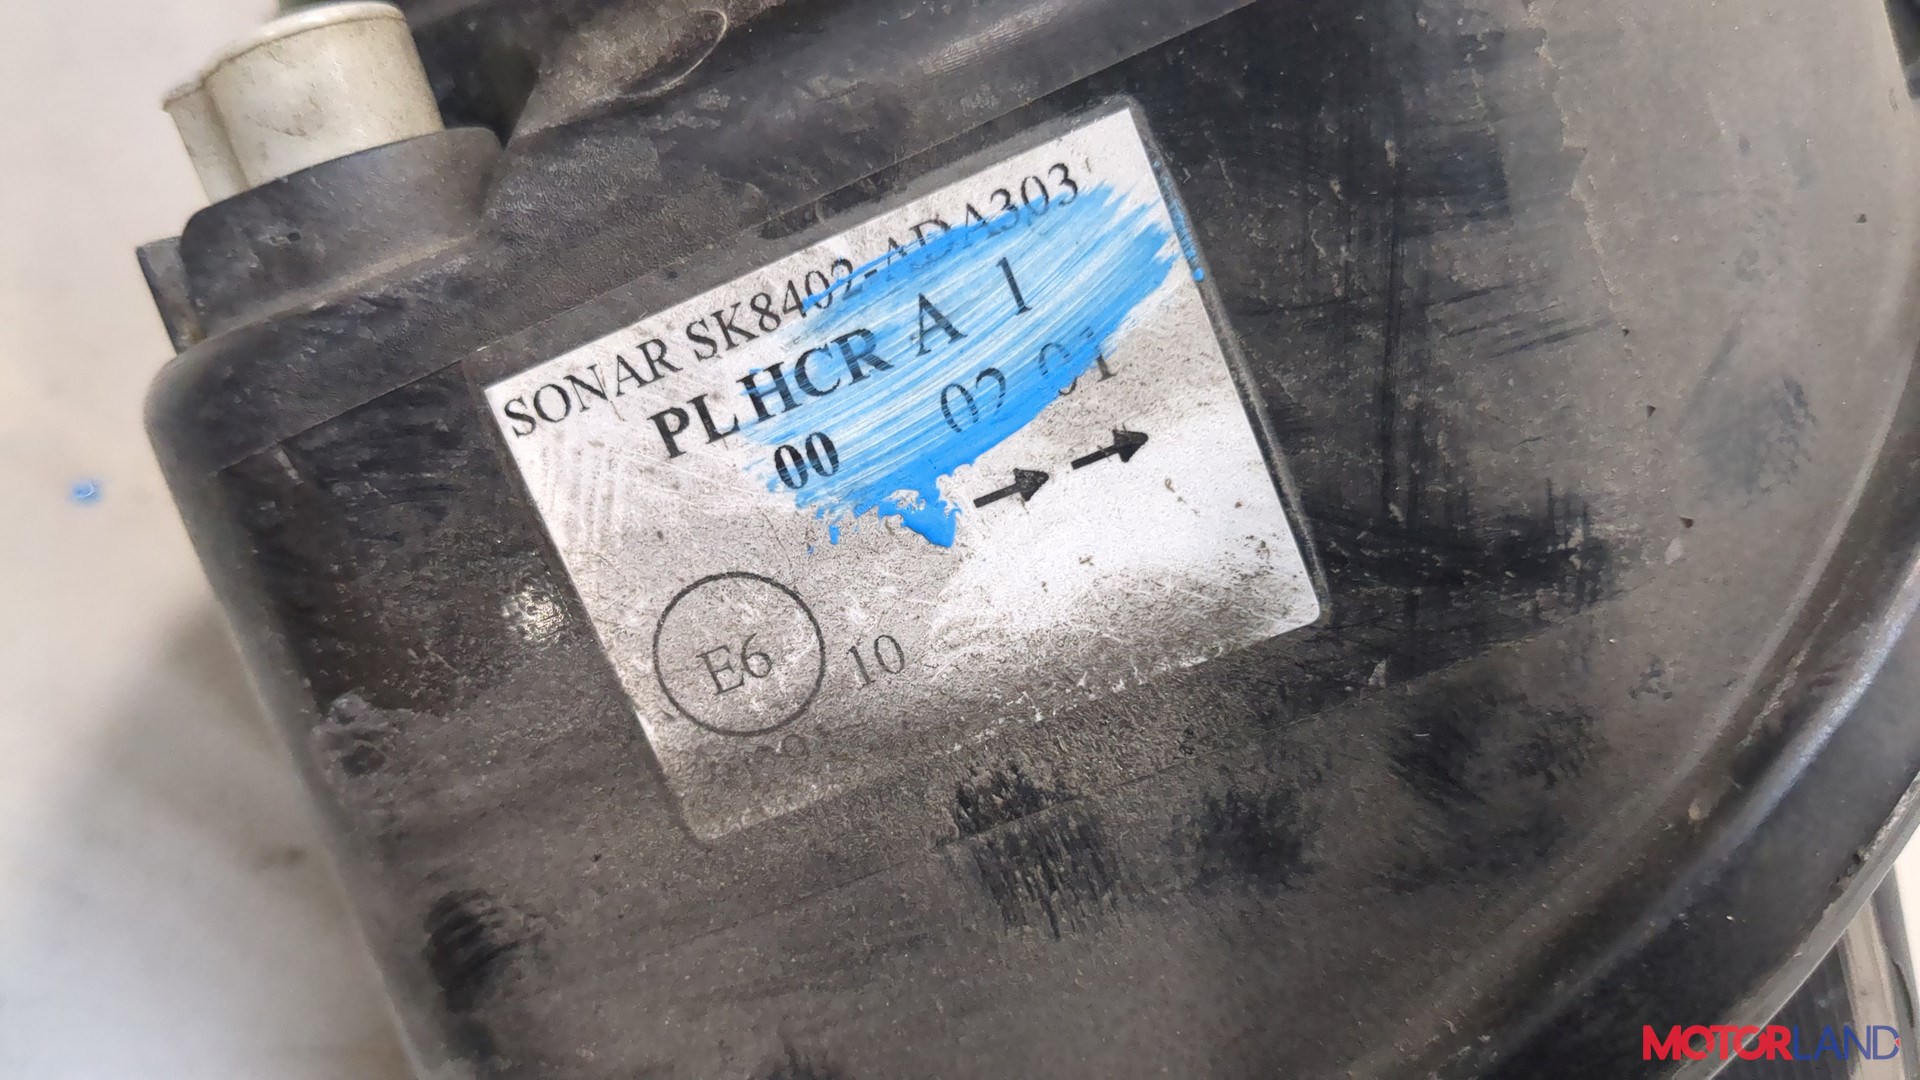 SONAR SK8402-ADA303
PL HCR A 1
00 02 01
→ →
E6 10
MOTORLAND